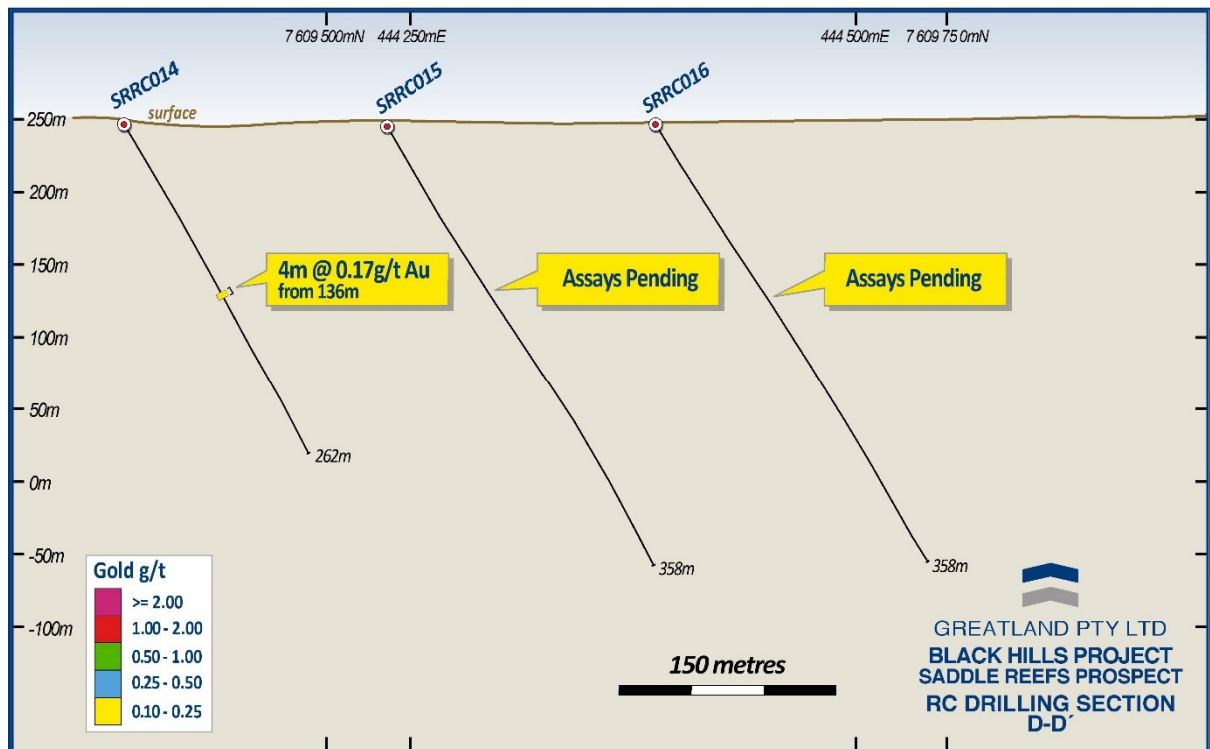 7 609 500mN 444 250mE 444 500mE 7 609 75 0mN
SRRC014
SRRC015
SRRC016
surface
250m
200m
150m
100m
50m
0m
-50m
-100m
4m @ 0.17g/t Au
from 136m
Assays Pending
Assays Pending
262m
358m
358m
Gold g/t
>= 2.00
1.00 - 2.00
0.50 - 1.00
0.25 - 0.50
0.10 - 0.25
150 metres
GREATLAND PTY LTD
BLACK HILLS PROJECT
SADDLE REEFS PROSPECT
RC DRILLING SECTION
D-D´